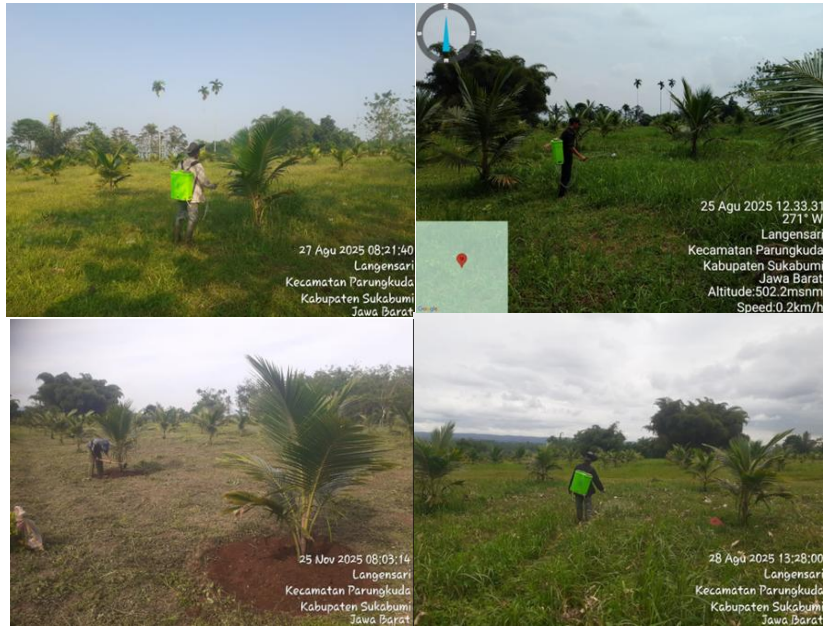 27 Agu 2025 08:21:40
Langensari
Kecamatan Parungkuda
Kabupaten Sukabumi
Jawa Barat
25 Agu 2025 12.33.31
271° W
Langensari
Kecamatan Parungkuda
Kabupaten Sukabumi
Jawa Barat
Altitude:502.2msnm
Speed:0.2km/h
Google
25 Nov 2025 08:03:14
Langensari
Kecamatan Parungkuda
Kabupaten Sukabumi
Jawa Barat
28 Agu 2025 13:28:00
Langensari
Kecamatan Parungkuda
Kabupaten Sukabumi
Jawa Barat